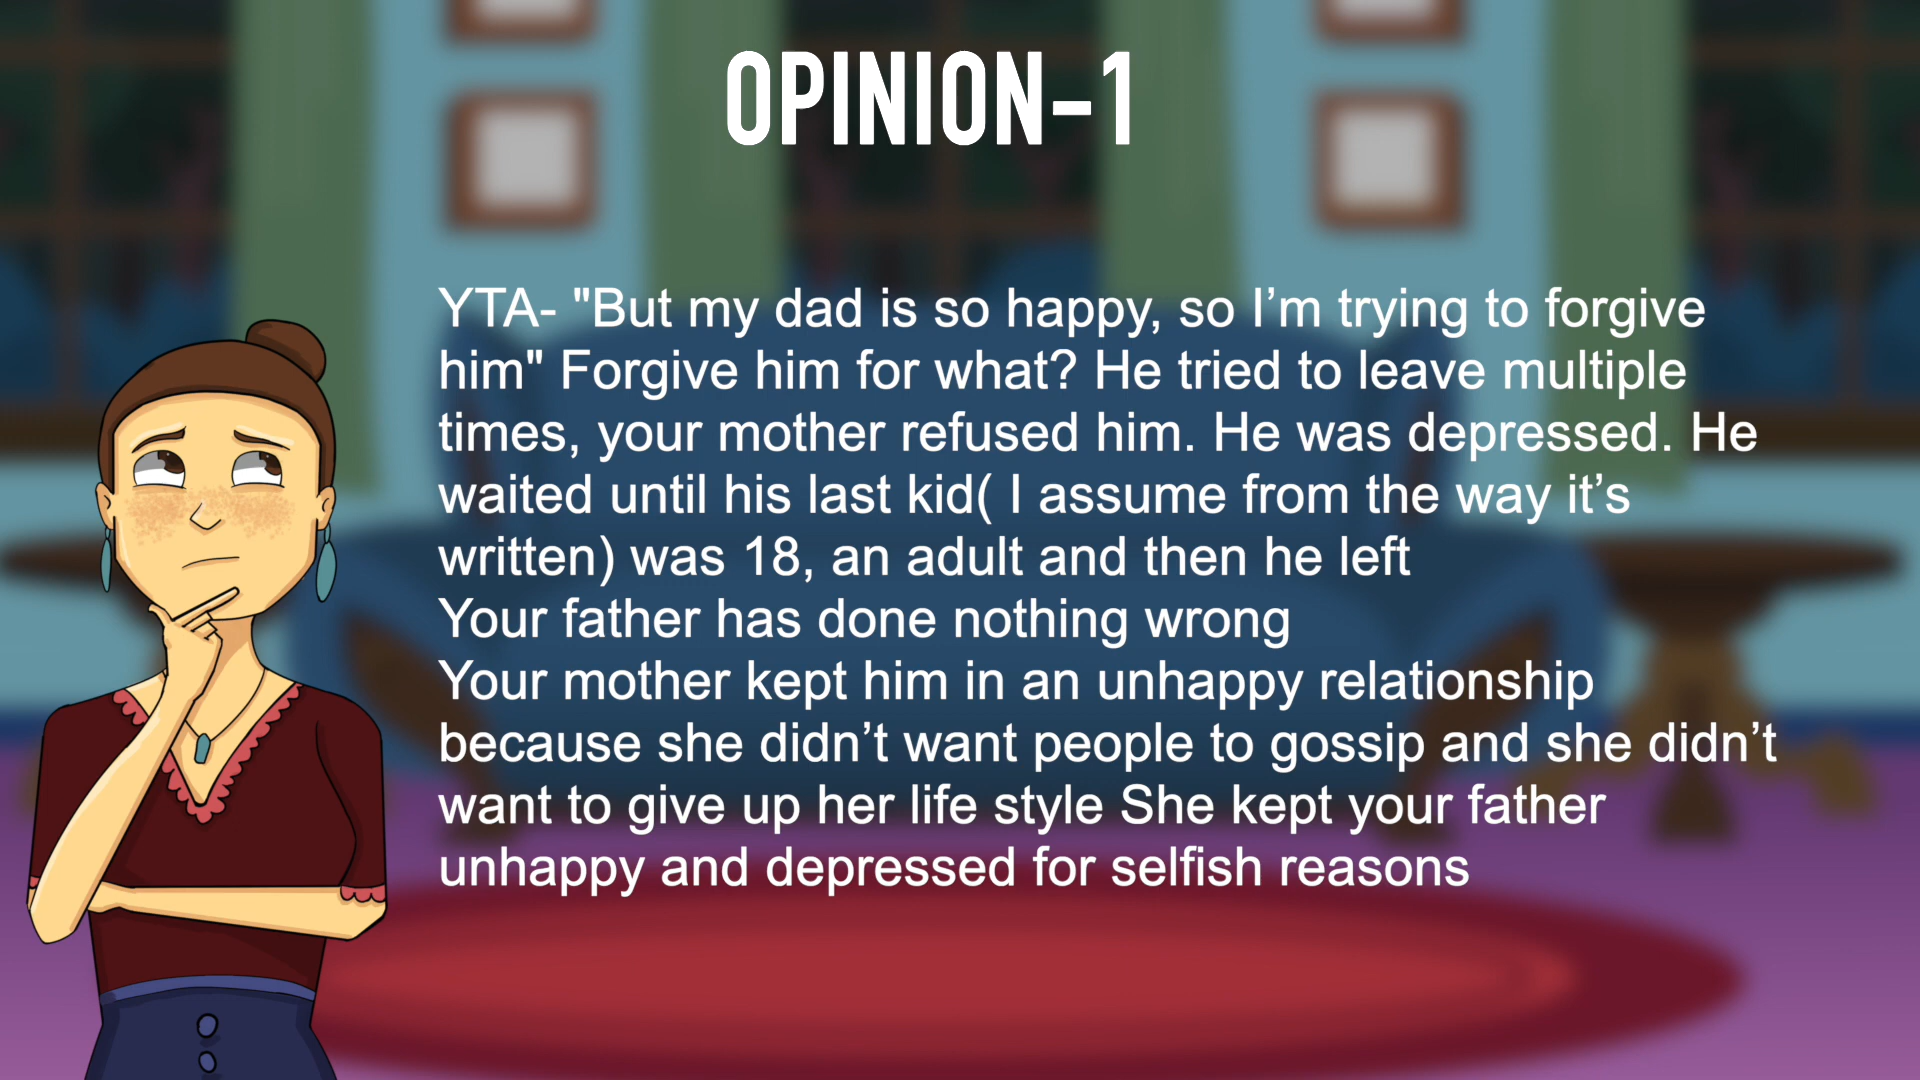 OPINION-1
YTA- "But my dad is so happy, so I’m trying to forgive
him" Forgive him for what? He tried to leave multiple
times, your mother refused him. He was depressed. He
waited until his last kid( I assume from the way it’s
written) was 18, an adult and then he left
Your father has done nothing wrong
Your mother kept him in an unhappy relationship
because she didn’t want people to gossip and she didn’t
want to give up her life style She kept your father
unhappy and depressed for selfish reasons